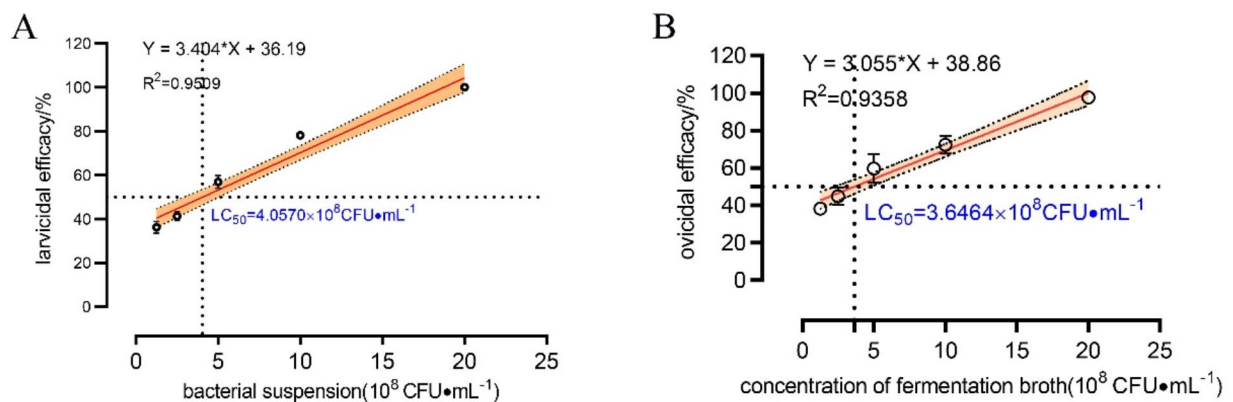 A
Y = 3.404*X + 36.19
R²=0.9509
120
100
80
60
40
20
0
larvicidal efficacy/%
LC₅₀=4.0570×10⁸CFU•mL⁻¹
0 5 10 15 20 25
bacterial suspension(10⁸ CFU•mL⁻¹)
B
Y = 3.055*X + 38.86
R²=0.9358
120
100
80
60
40
20
0
ovicidal efficacy/%
LC₅₀=3.6464×10⁸CFU•mL⁻¹
0 5 10 15 20 25
concentration of fermentation broth(10⁸ CFU•mL⁻¹)